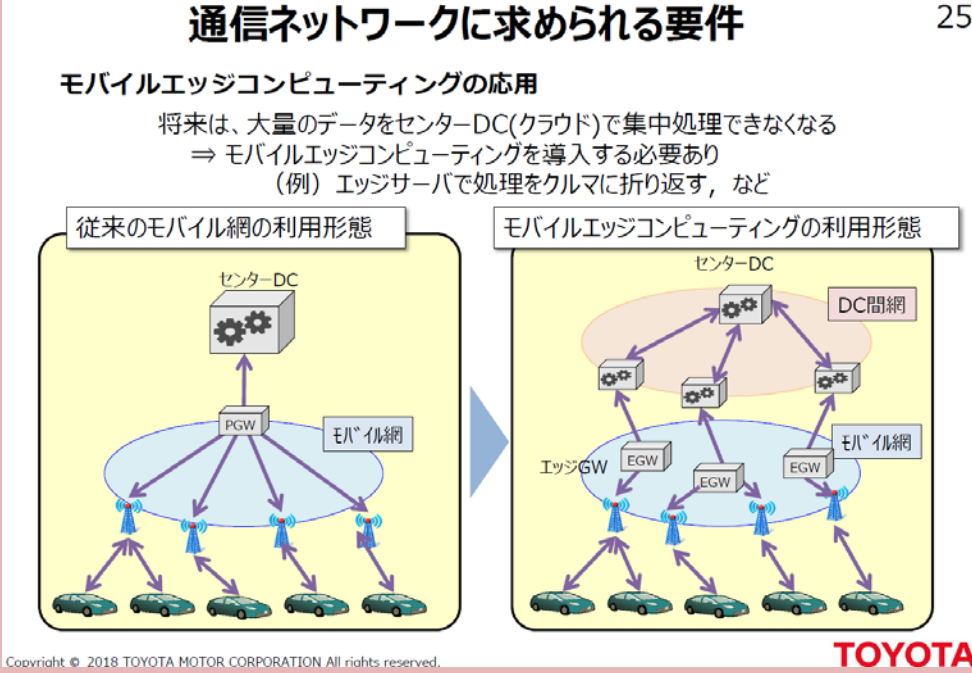 通信ネットワークに求められる要件
25
モバイルエッジコンピューティングの応用
将来は、大量のデータをセンターDC(クラウド)で集中処理できなくなる
⇒ モバイルエッジコンピューティングを導入する必要あり
（例）エッジサーバで処理をクルマに折り返す，など
従来のモバイル網の利用形態
センターDC
PGW
モバイル網
モバイルエッジコンピューティングの利用形態
センターDC
DC間網
モバイル網
エッジGW
EGW
EGW
EGW
Copyright © 2018 TOYOTA MOTOR CORPORATION All rights reserved.
TOYOTA